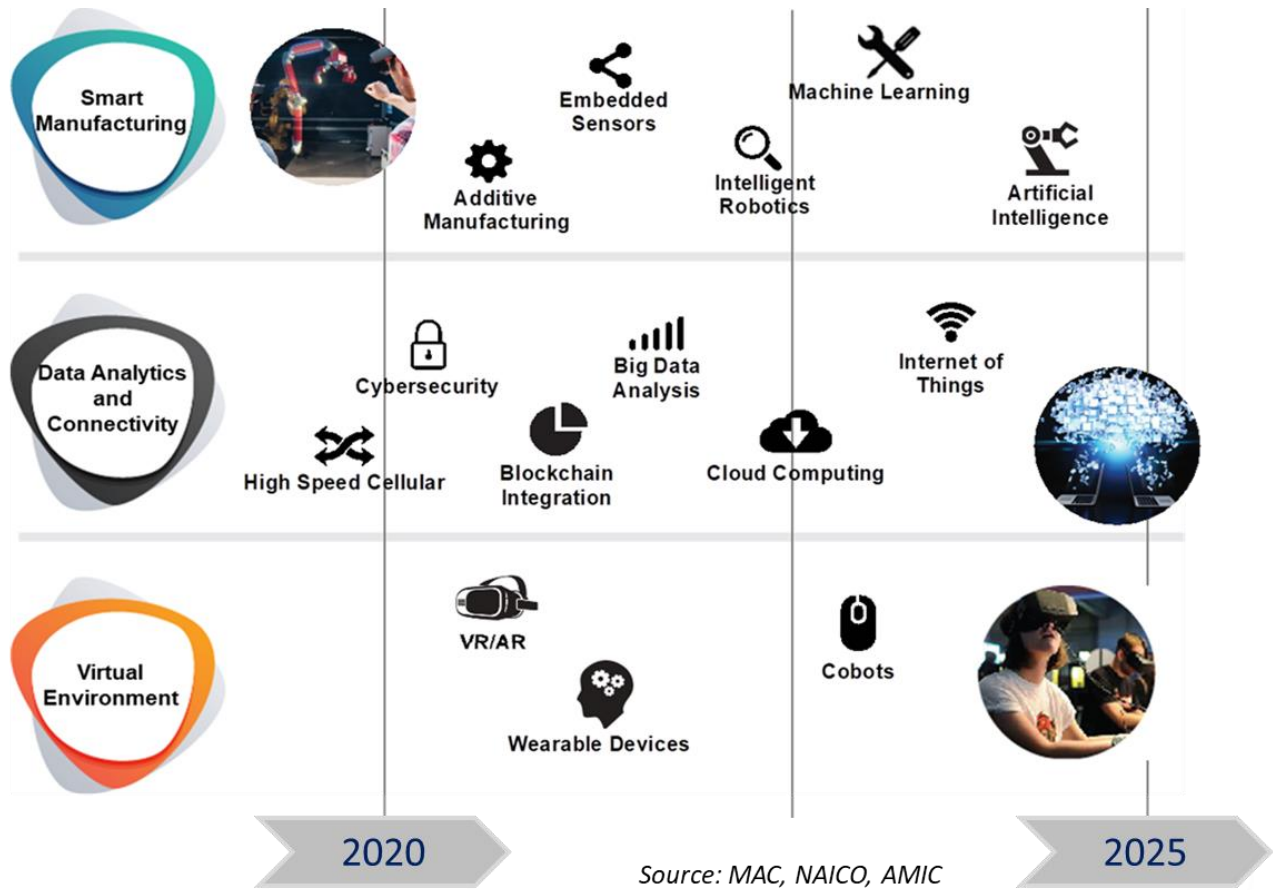 Smart
Manufacturing
Embedded
Sensors
Machine Learning
Additive
Manufacturing
Intelligent
Robotics
Artificial
Intelligence
Data Analytics
and
Connectivity
Cybersecurity
Big Data
Analysis
Internet of
Things
High Speed Cellular
Blockchain
Integration
Cloud Computing
Virtual
Environment
VR/AR
Cobots
Wearable Devices
2020
2025
Source: MAC, NAICO, AMIC